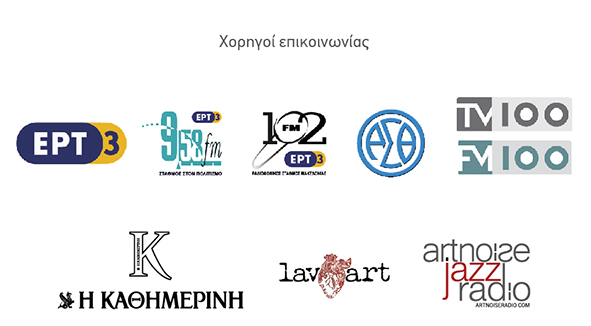 Χορηγοί επικοινωνίας
ΕΡΤ 3
ΕΡΤ 3
9,58 fm
ΣΤΑΘΜΟΣ ΣΤΟΝ ΠΟΛΙΤΙΣΜΟ
102
FM
ΕΡΤ 3
ΡΑΔΙΟΦΩΝΙΚΟΣ ΣΤΑΘΜΟΣ ΜΑΚΕΔΟΝΙΑΣ
ΑΣΘ
TV 100
FM 100
Κ
Η ΚΑΘΗΜΕΡΙΝΗ
Η ΚΑΘΗΜΕΡΙΝΗ
lav art
artnoise
jazz
radio
ARTNOISERADIO.COM